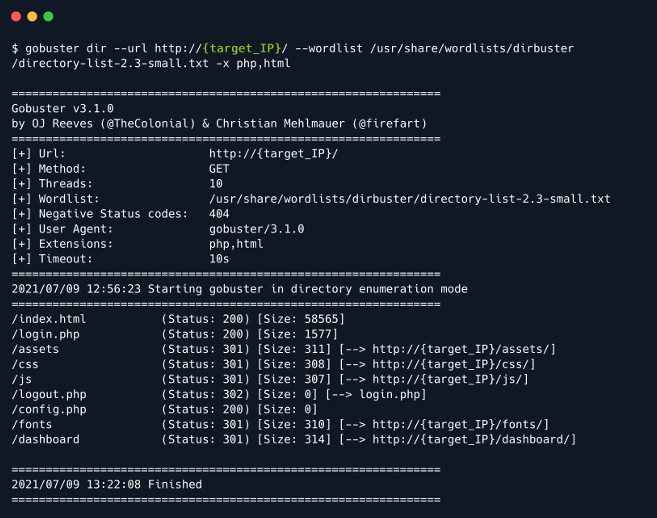 $ gobuster dir --url http://{target_IP}/ --wordlist /usr/share/wordlists/dirbuster
/directory-list-2.3-small.txt -x php,html
===============================================================
Gobuster v3.1.0
by OJ Reeves (@TheColonial) & Christian Mehlmauer (@firefart)
===============================================================
[+] Url:                     http://{target_IP}/
[+] Method:                  GET
[+] Threads:                 10
[+] Wordlist:                /usr/share/wordlists/dirbuster/directory-list-2.3-small.txt
[+] Negative Status codes:   404
[+] User Agent:              gobuster/3.1.0
[+] Extensions:              php,html
[+] Timeout:                 10s
===============================================================
2021/07/09 12:56:23 Starting gobuster in directory enumeration mode
===============================================================
/index.html           (Status: 200) [Size: 58565]
/login.php            (Status: 200) [Size: 1577]
/assets               (Status: 301) [Size: 311] [--> http://{target_IP}/assets/]
/css                  (Status: 301) [Size: 308] [--> http://{target_IP}/css/]
/js                   (Status: 301) [Size: 307] [--> http://{target_IP}/js/]
/logout.php           (Status: 302) [Size: 0] [--> login.php]
/config.php           (Status: 200) [Size: 0]
/fonts                (Status: 301) [Size: 310] [--> http://{target_IP}/fonts/]
/dashboard            (Status: 301) [Size: 314] [--> http://{target_IP}/dashboard/]
===============================================================
2021/07/09 13:22:08 Finished
===============================================================